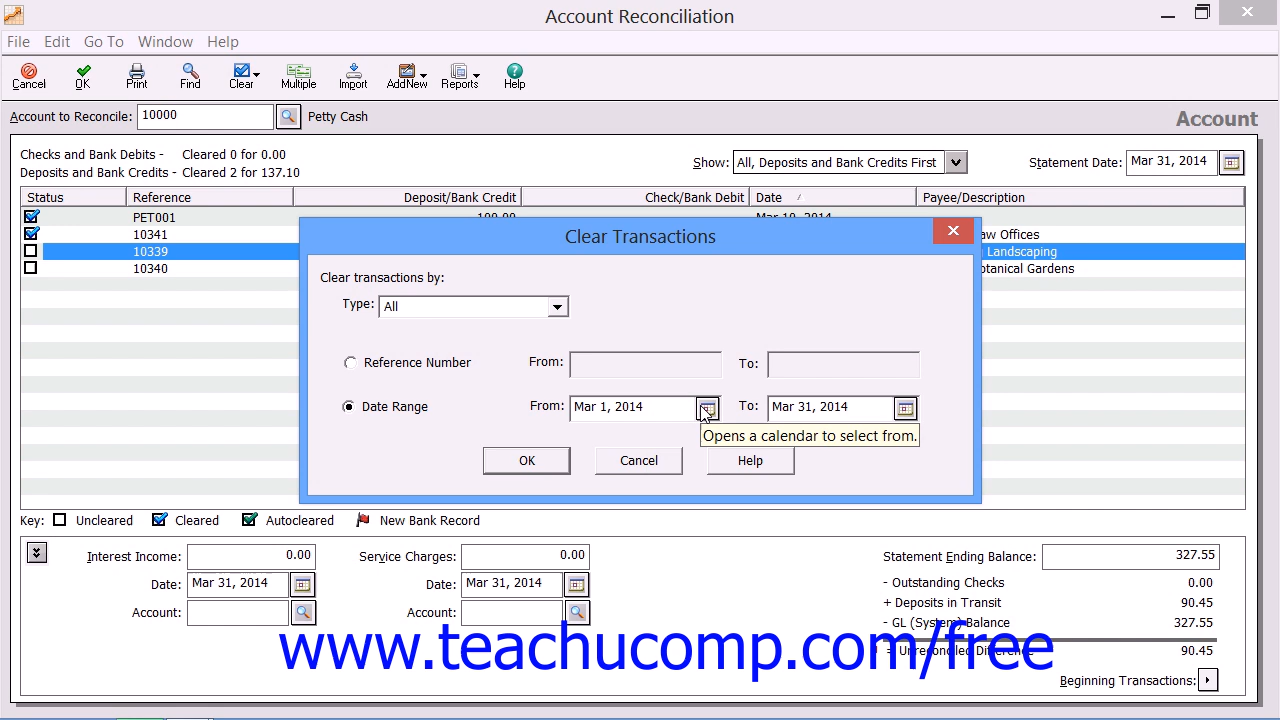 Account Reconciliation
File Edit Go To Window Help
Cancel OK Print Find Clear Multiple Import AddNew Reports Help
Account to Reconcile: 10000 Petty Cash Account
Checks and Bank Debits - Cleared 0 for 0.00
Deposits and Bank Credits - Cleared 2 for 137.10
Show: All, Deposits and Bank Credits First Statement Date: Mar 31, 2014
Status Reference Deposit/Bank Credit Check/Bank Debit Date Payee/Description
PET001
10341 aw Offices
10339 Landscaping
10340 otanical Gardens
Clear Transactions
Clear transactions by:
Type: All
Reference Number From: To:
Date Range From: Mar 1, 2014 To: Mar 31, 2014
Opens a calendar to select from.
OK Cancel Help
Key: Uncleared Cleared Autocleared New Bank Record
Interest Income: 0.00 Service Charges: 0.00 Statement Ending Balance: 327.55
Date: Mar 31, 2014 Date: Mar 31, 2014 - Outstanding Checks 0.00
Account: Account: + Deposits in Transit 90.45
- GL (System) Balance 327.55
= Unreconciled Difference 90.45
Beginning Transactions:
www.teachucomp.com/free